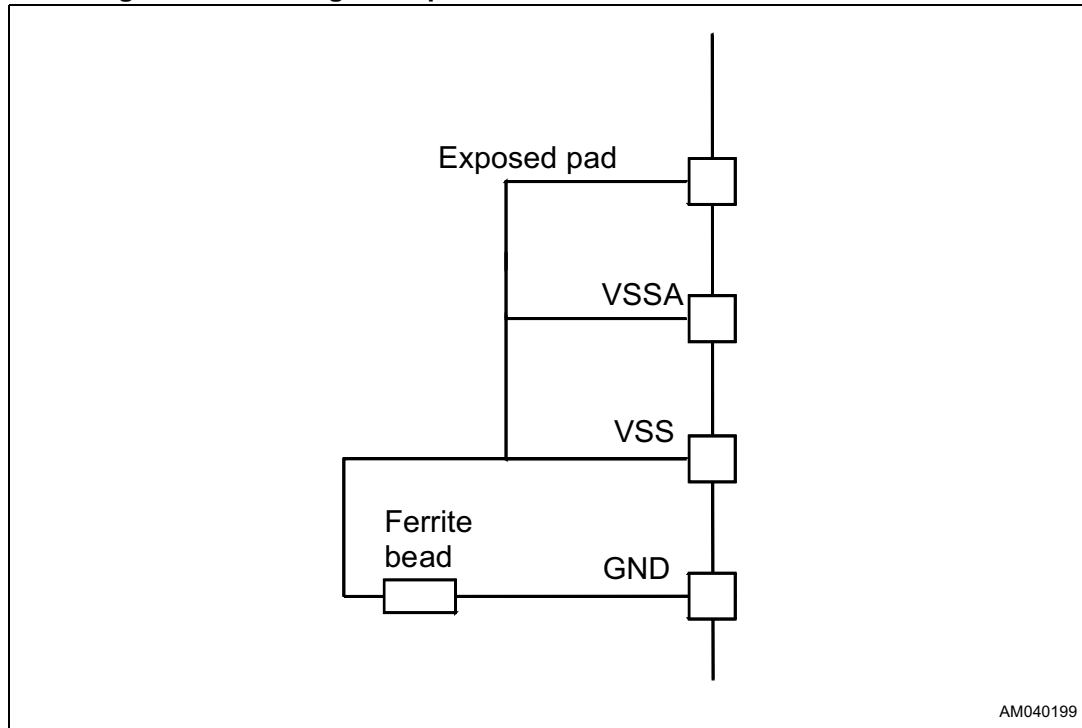 Exposed pad
VSSA
VSS
Ferrite
bead
GND
AM040199